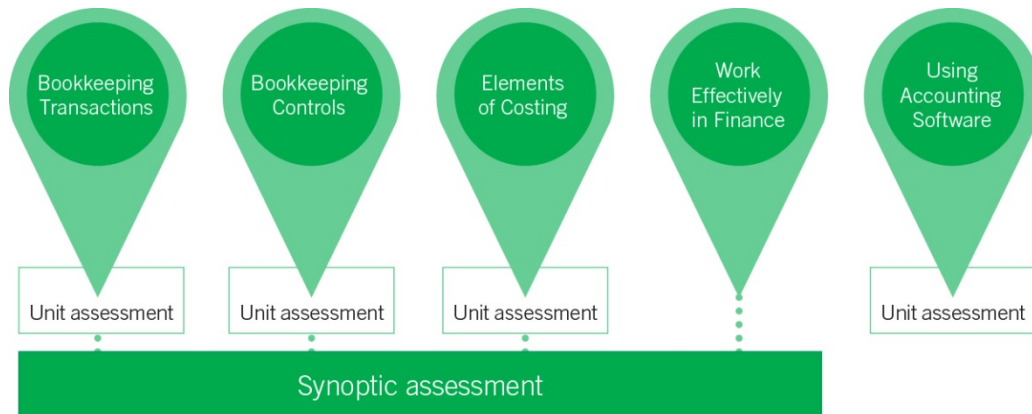 Bookkeeping
Transactions
Bookkeeping
Controls
Elements
of Costing
Work
Effectively
in Finance
Using
Accounting
Software
Unit assessment
Unit assessment
Unit assessment
Unit assessment
Synoptic assessment